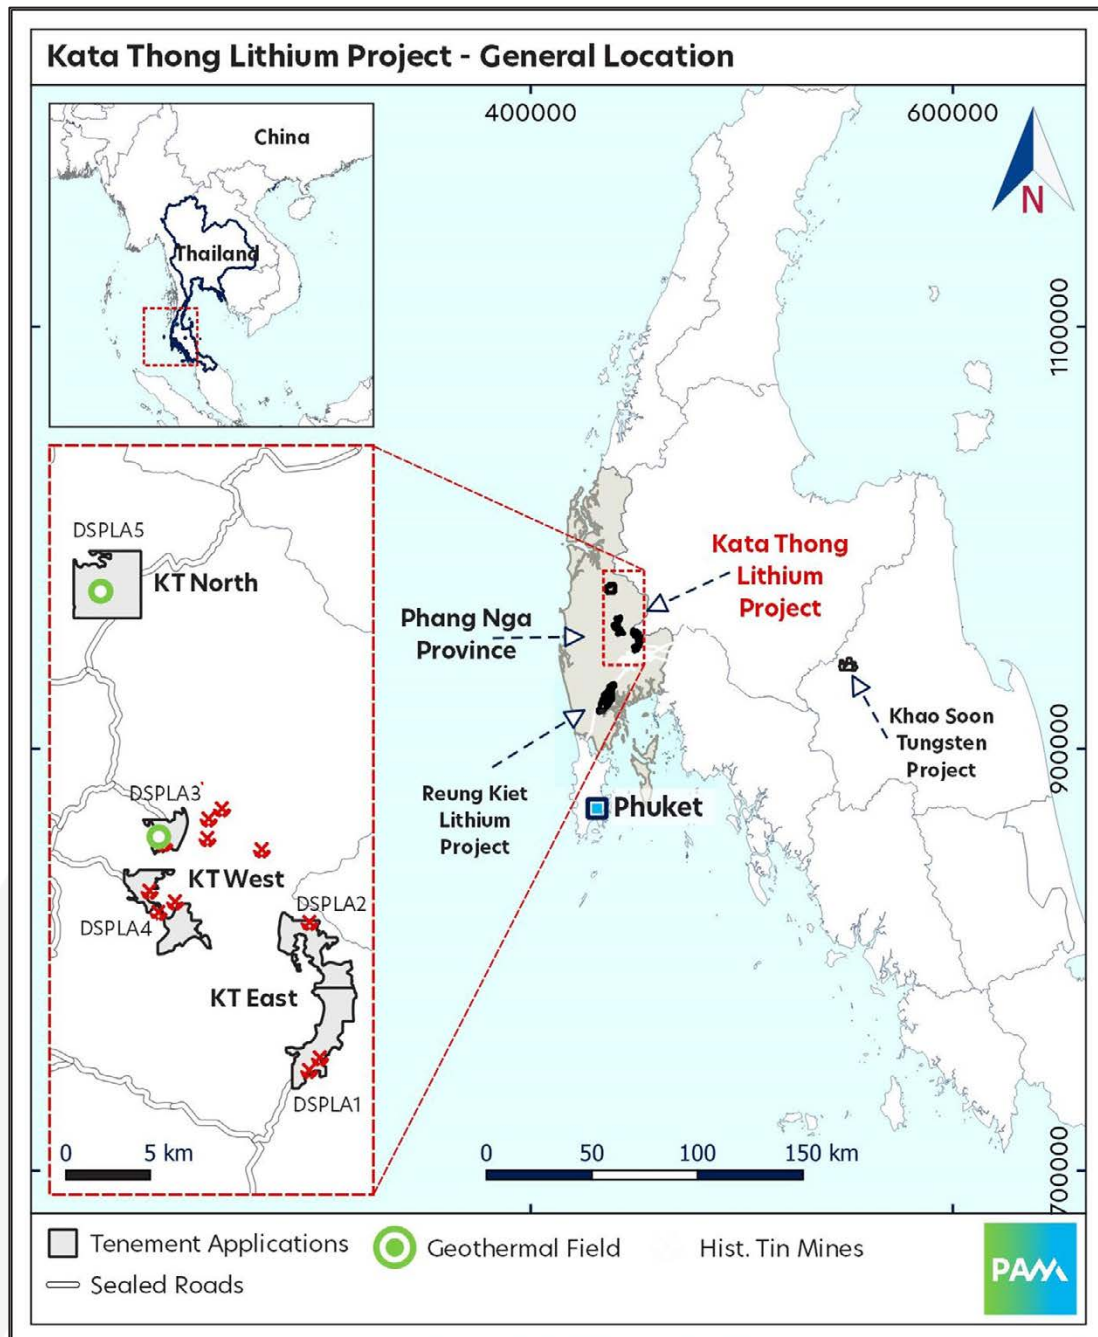 Kata Thong Lithium Project - General Location
400000
600000
China
Thailand
N
1100000
DSPLA5
KT North
Kata Thong
Lithium
Project
Phang Nga
Province
Khao Soon
Tungsten
Project
900000
Reung Kiet
Lithium
Project
Phuket
DSPLA3
KT West
DSPLA2
DSPLA4
KT East
DSPLA1
0 5 km
0 50 100 150 km
700000
Tenement Applications
Geothermal Field
Hist. Tin Mines
Sealed Roads
PAM